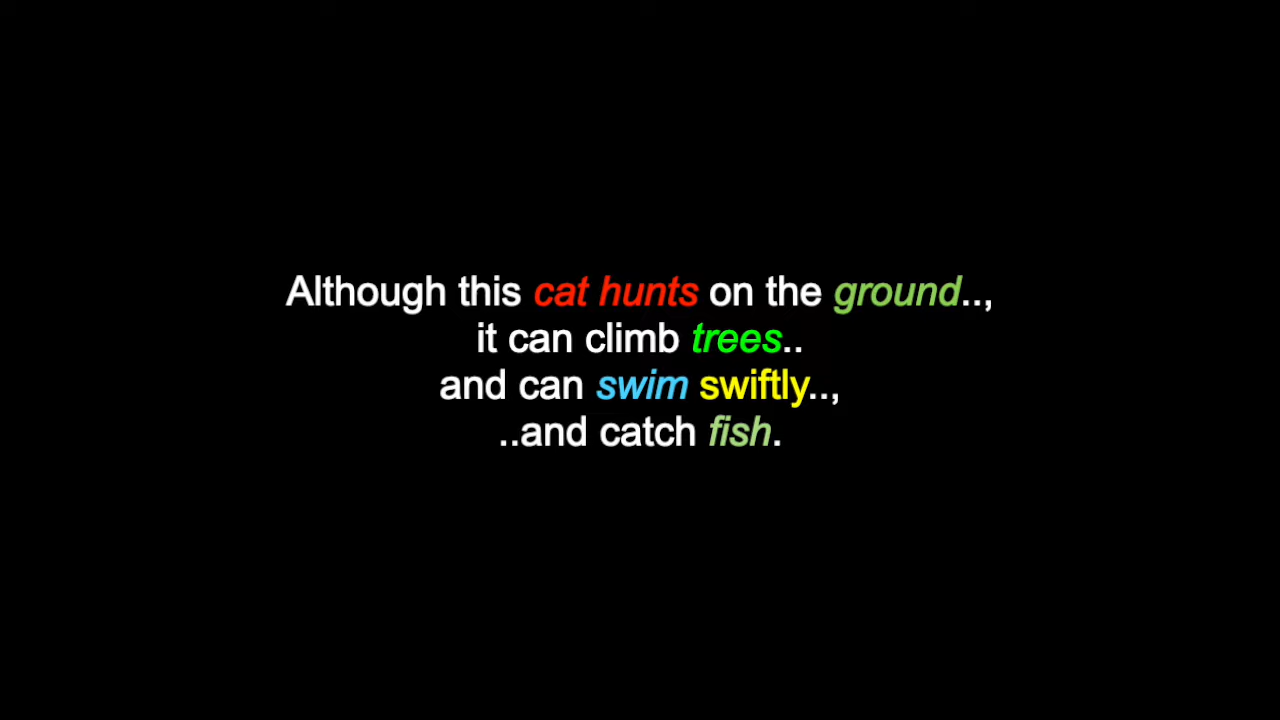 Although this cat hunts on the ground..,
it can climb trees..
and can swim swiftly..,
..and catch fish.